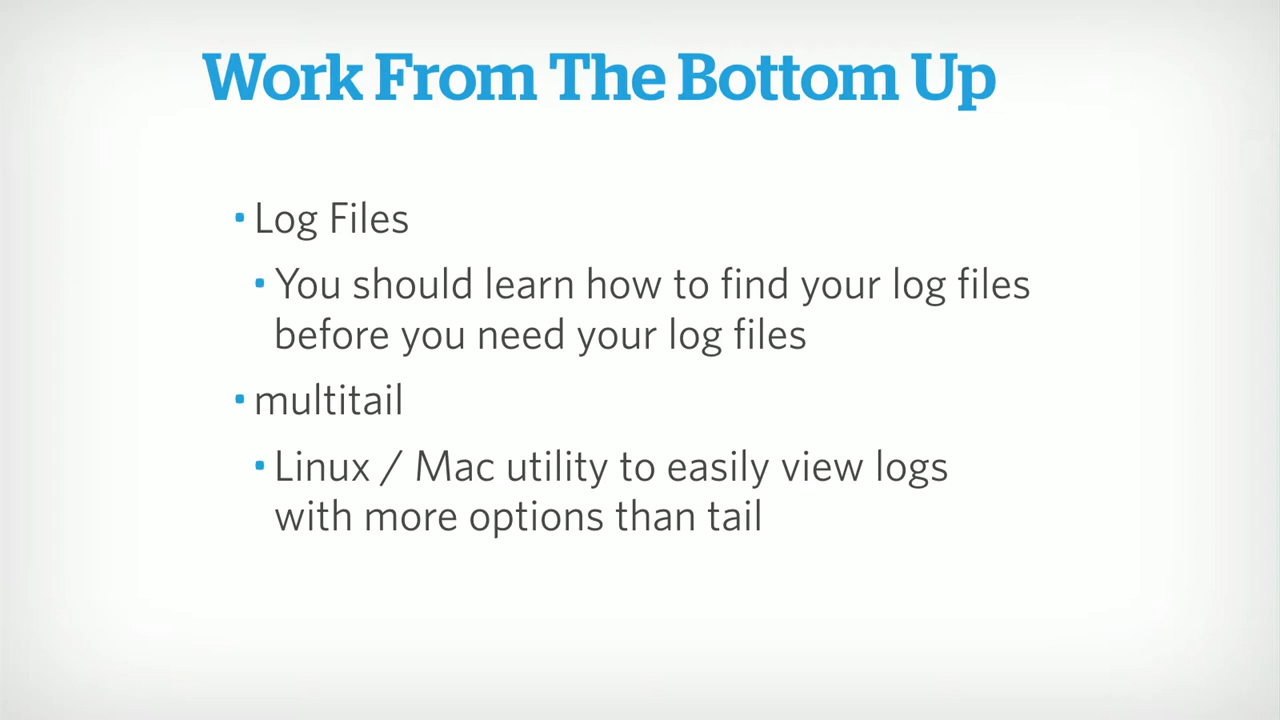 Work From The Bottom Up
• Log Files
• You should learn how to find your log files
before you need your log files
• multitail
• Linux / Mac utility to easily view logs
with more options than tail